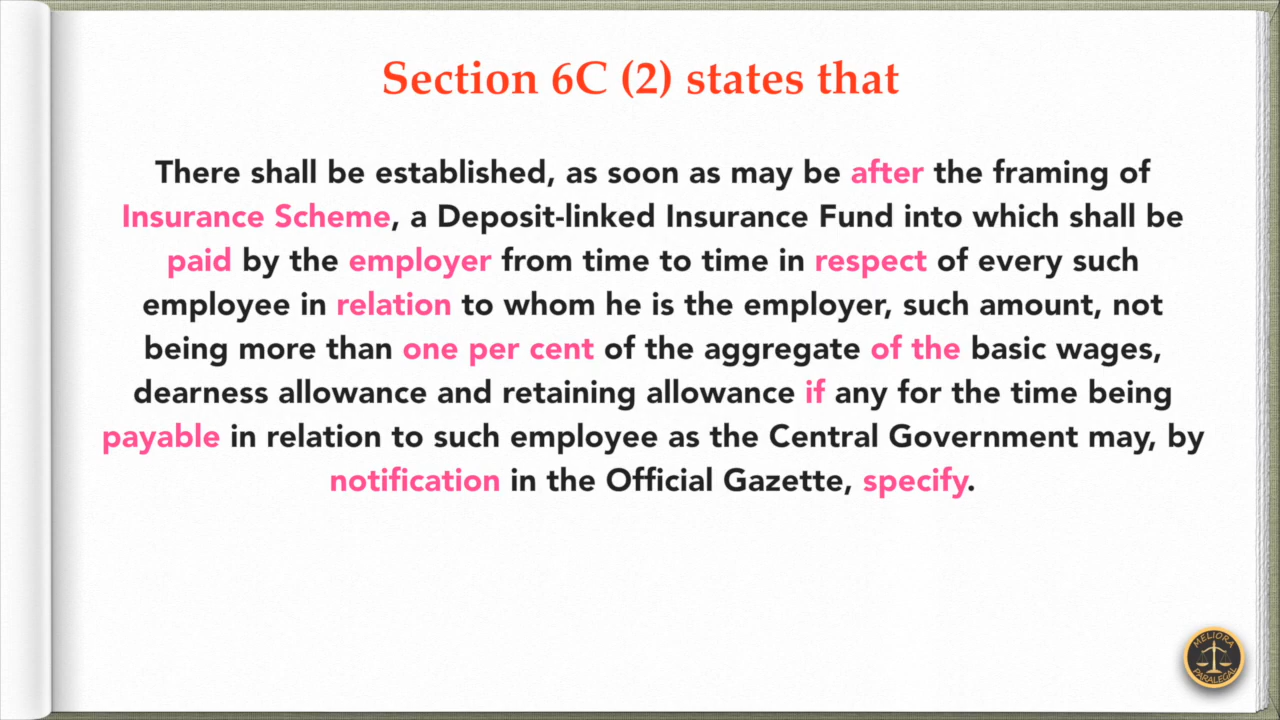 Section 6C (2) states that
There shall be established, as soon as may be after the framing of
Insurance Scheme, a Deposit-linked Insurance Fund into which shall be
paid by the employer from time to time in respect of every such
employee in relation to whom he is the employer, such amount, not
being more than one per cent of the aggregate of the basic wages,
dearness allowance and retaining allowance if any for the time being
payable in relation to such employee as the Central Government may, by
notification in the Official Gazette, specify.
MELIORA
PARALEGAL